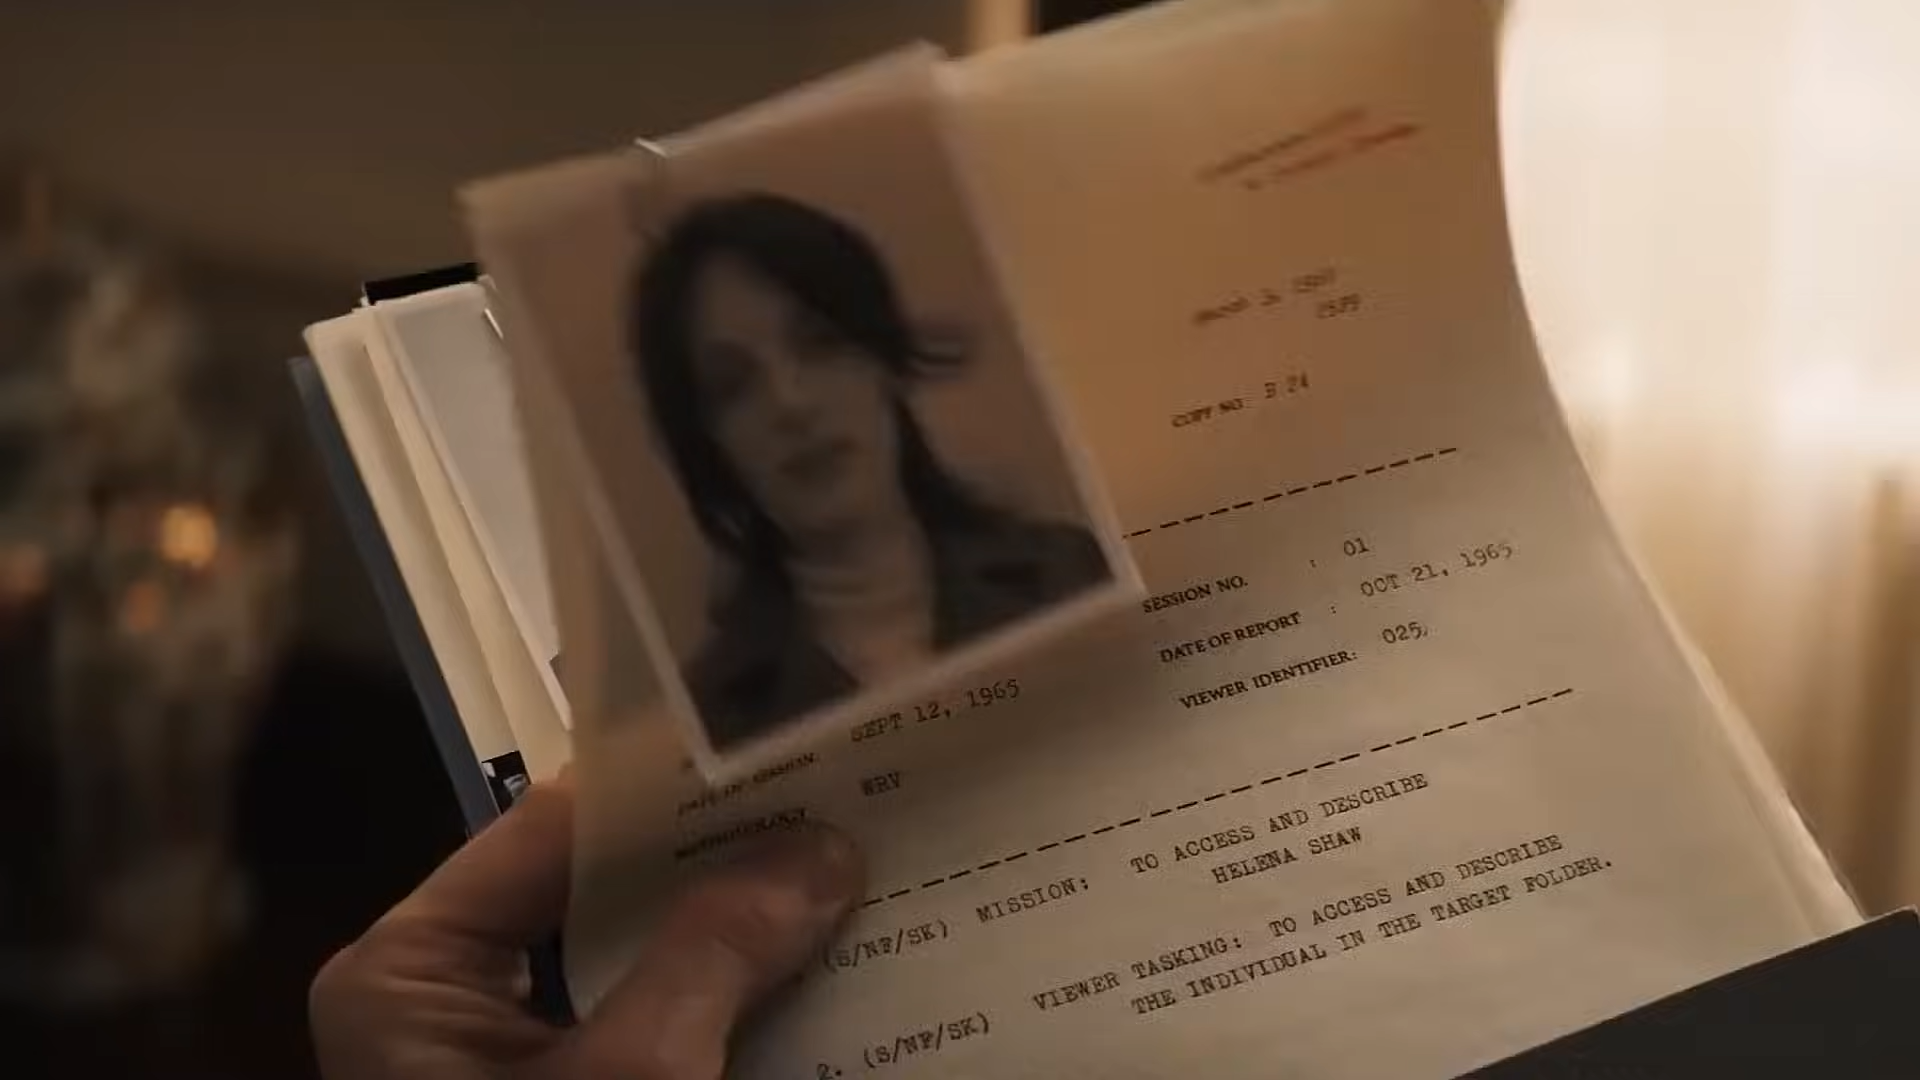 COPY NO B 24
SESSION NO. : 01
DATE OF REPORT : OCT 21, 1965
VIEWER IDENTIFIER: 025
SEPT 12, 1965
WRV
(S/NF/SK) MISSION: TO ACCESS AND DESCRIBE
HELENA SHAW
2. (S/NF/SK) VIEWER TASKING: TO ACCESS AND DESCRIBE
THE INDIVIDUAL IN THE TARGET FOLDER.